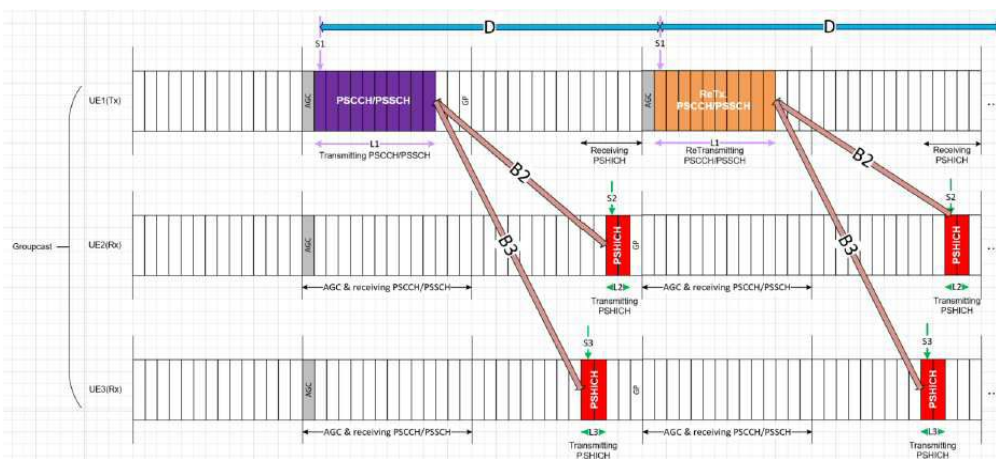 D
D
S1
S1
UE1(Tx)
AGC
PSCCH/PSSCH
GP
AGC
ReTx.
PSCCH/PSSCH
...
L1
Transmitting PSCCH/PSSCH
Receiving
PSHICH
L1
ReTransmitting
PSCCH/PSSCH
Receiving
PSHICH
B2
B3
B2
B3
S2
S2
Groupcast
UE2(Rx)
AGC
PSHICH
GP
PSHICH
...
AGC & receiving PSCCH/PSSCH
L2
Transmitting
PSHICH
AGC & receiving PSCCH/PSSCH
L2
Transmitting
PSHICH
S3
S3
UE3(Rx)
AGC
PSHICH
GP
PSHICH
...
AGC & receiving PSCCH/PSSCH
L3
Transmitting
PSHICH
AGC & receiving PSCCH/PSSCH
L3
Transmitting
PSHICH